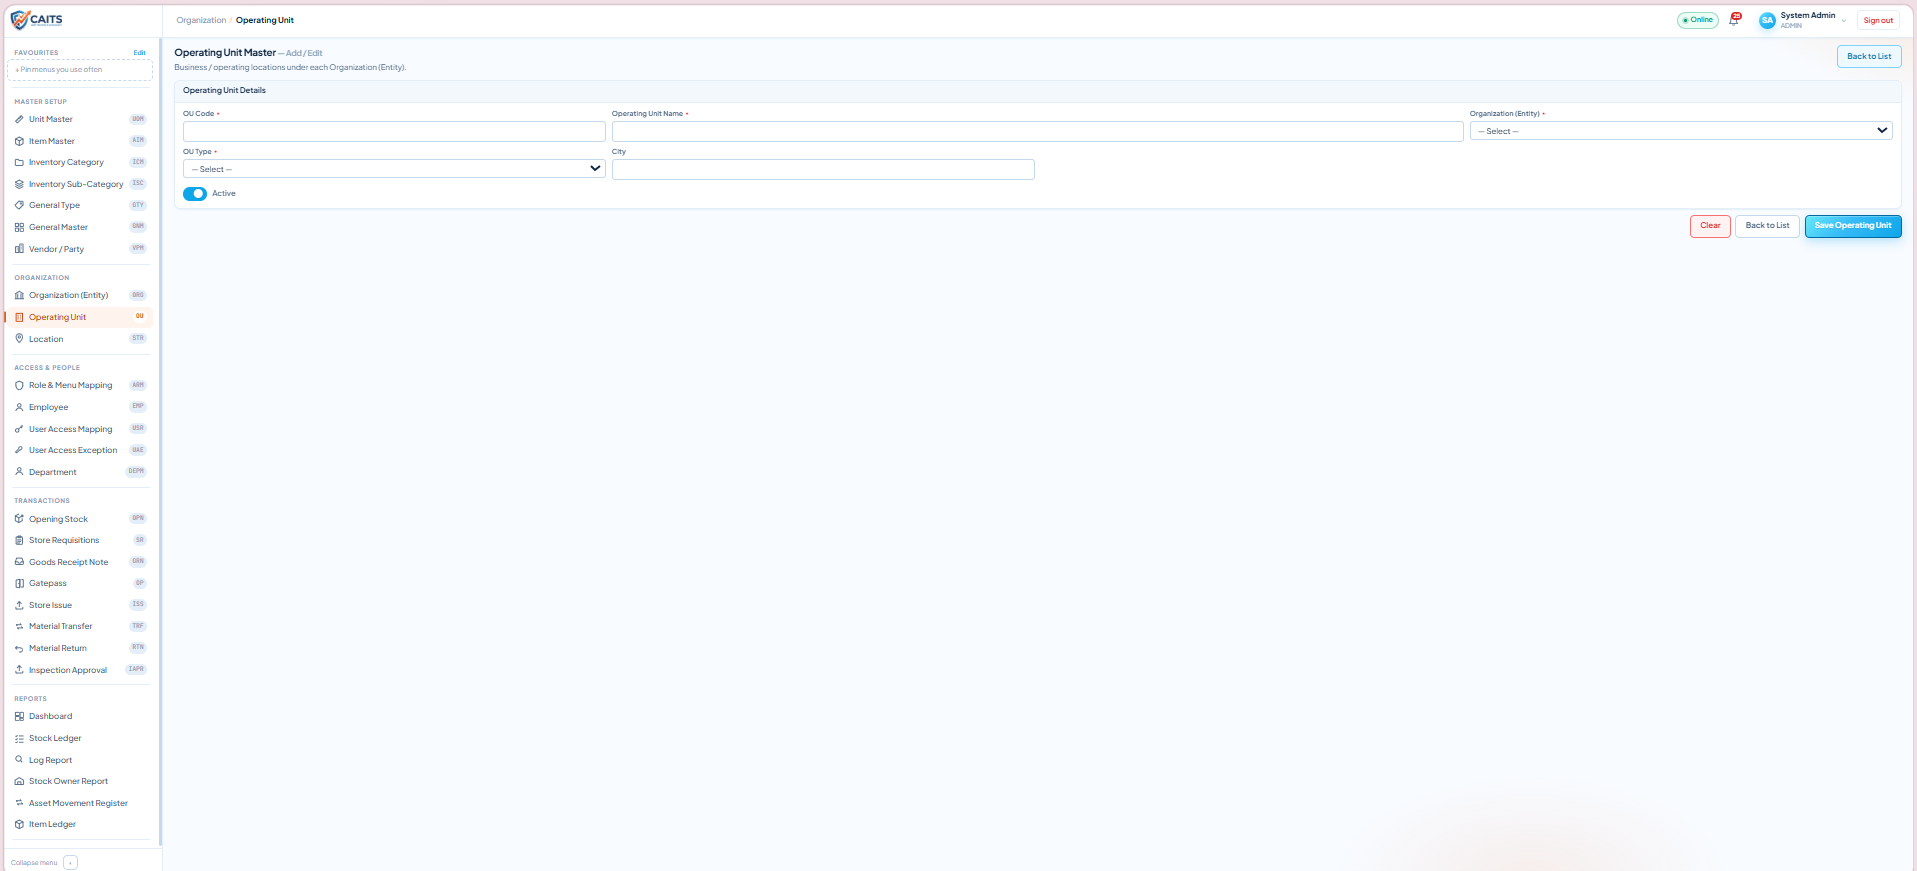 CAITS
Organization / Operating Unit
Online
25
SA
System Admin
ADMIN
Sign out
FAVOURITES
Edit
+ Pin menus you use often
MASTER SETUP
Unit Master UOM
Item Master AIM
Inventory Category ICM
Inventory Sub-Category ISC
General Type GTY
General Master GNM
Vendor / Party VPM
ORGANIZATION
Organization (Entity) ORG
Operating Unit OU
Location STR
ACCESS & PEOPLE
Role & Menu Mapping ARM
Employee EMP
User Access Mapping USR
User Access Exception UAE
Department DEPM
TRANSACTIONS
Opening Stock OPN
Store Requisitions SR
Goods Receipt Note GRN
Gatepass GP
Store Issue ISS
Material Transfer TRF
Material Return RTN
Inspection Approval IAPR
REPORTS
Dashboard
Stock Ledger
Log Report
Stock Owner Report
Asset Movement Register
Item Ledger
Collapse menu ‹
Operating Unit Master — Add / Edit
Business / operating locations under each Organization (Entity).
Back to List
Operating Unit Details
OU Code *
Operating Unit Name *
Organization (Entity) *
— Select —
OU Type *
City
— Select —
Active
Clear
Back to List
Save Operating Unit